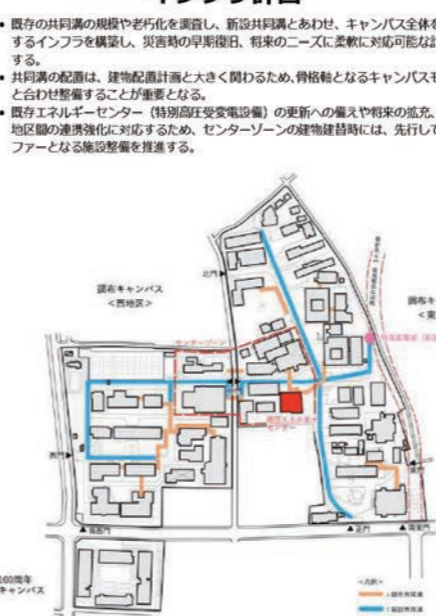 インフラ計画
• 既存の共同溝の規模や老朽化を調査し、新設共同溝とあわせ、キャンパス全体を
するインフラを構築し、災害時の早期復旧、将来のニーズに柔軟に対応可能な計
する。
• 共同溝の配置は、建物配置計画と大きく関わるため、骨格軸となるキャンパスモ
と合わせ整備することが重要となる。
• 既存エネルギーセンター（特別高圧受変電設備）の更新への備えや将来の拡充、
地区間の連携強化に対応するため、センターゾーンの建物建替時には、先行して
ファーとなる施設整備を推進する。
北門
調布キャンパス
<西地区>
調布キ
<東
センターゾーン
西門
センター
正門
100周年
キャンパス
<凡例>